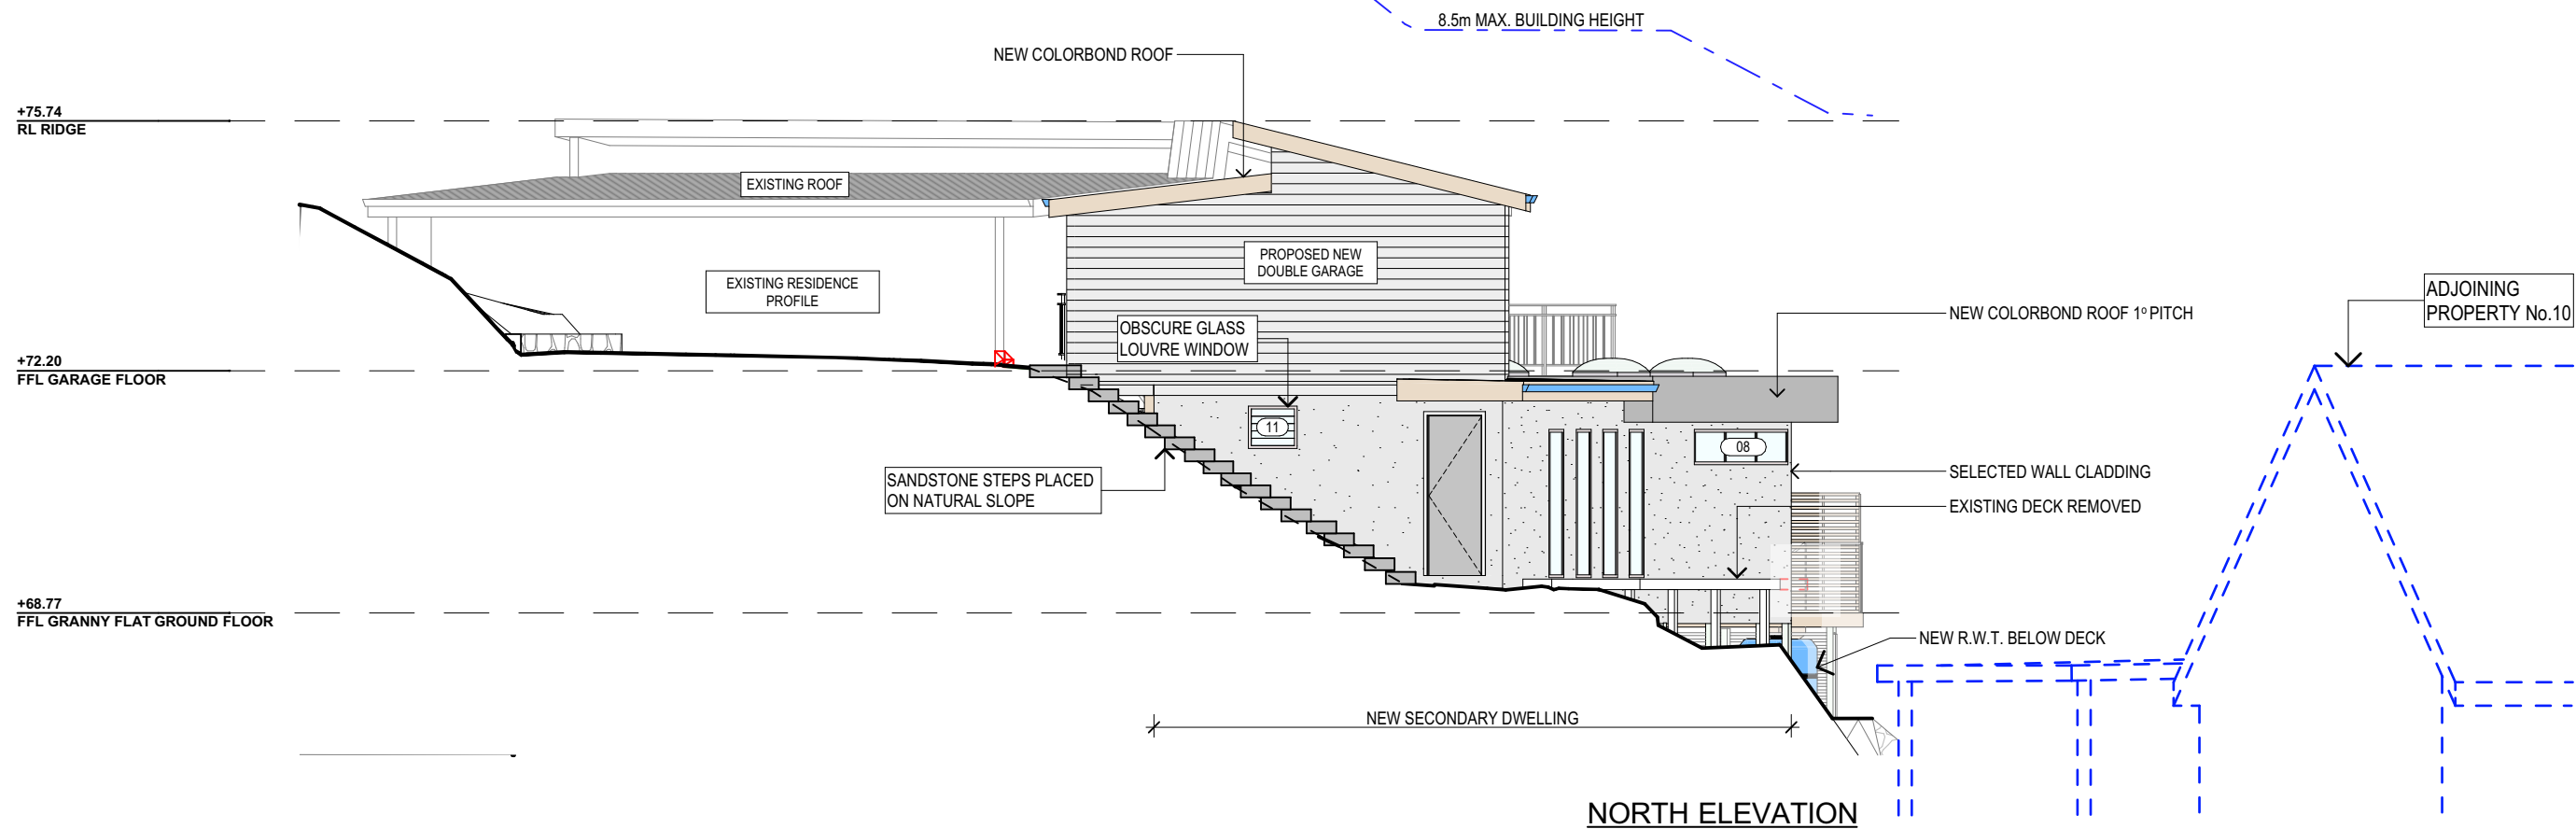 8.5m MAX. BUILDING HEIGHT
NEW COLORBOND ROOF
+75.74
RL RIDGE
EXISTING ROOF
PROPOSED NEW
DOUBLE GARAGE
EXISTING RESIDENCE
PROFILE
ADJOINING
PROPERTY No.10
NEW COLORBOND ROOF 1º PITCH
OBSCURE GLASS
LOUVRE WINDOW
+72.20
FFL GARAGE FLOOR
11
08
SANDSTONE STEPS PLACED
ON NATURAL SLOPE
SELECTED WALL CLADDING
EXISTING DECK REMOVED
+68.77
FFL GRANNY FLAT GROUND FLOOR
NEW R.W.T. BELOW DECK
NEW SECONDARY DWELLING
NORTH ELEVATION